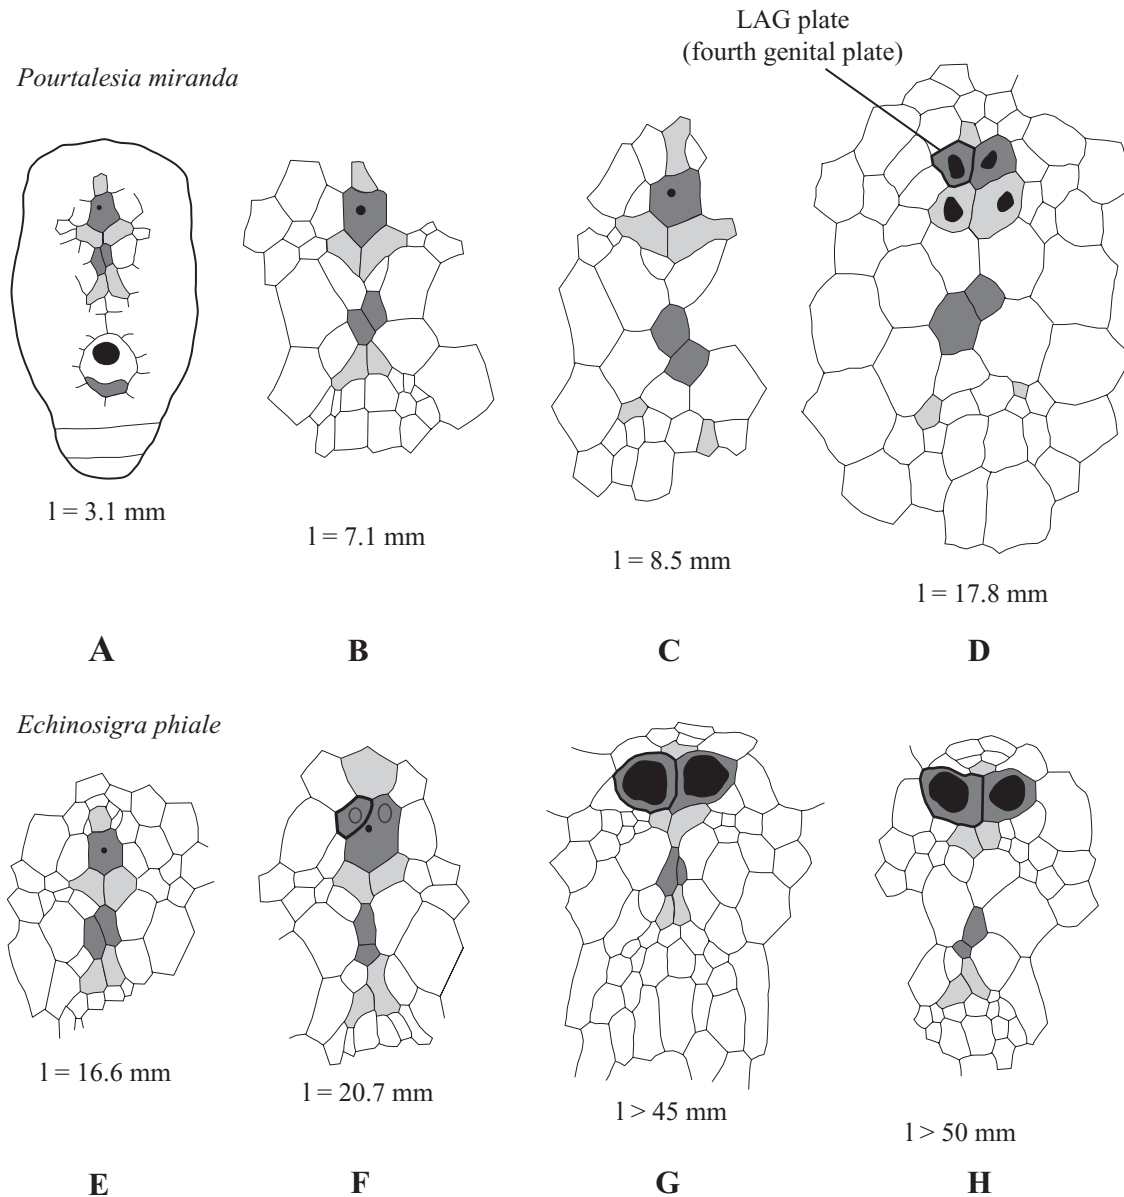 LAG plate
(fourth genital plate)
Pourtalesia miranda
l = 3.1 mm
l = 7.1 mm
l = 8.5 mm
l = 17.8 mm
A
B
C
D
Echinosigra phiale
l = 16.6 mm
l = 20.7 mm
l > 45 mm
l > 50 mm
E
F
G
H